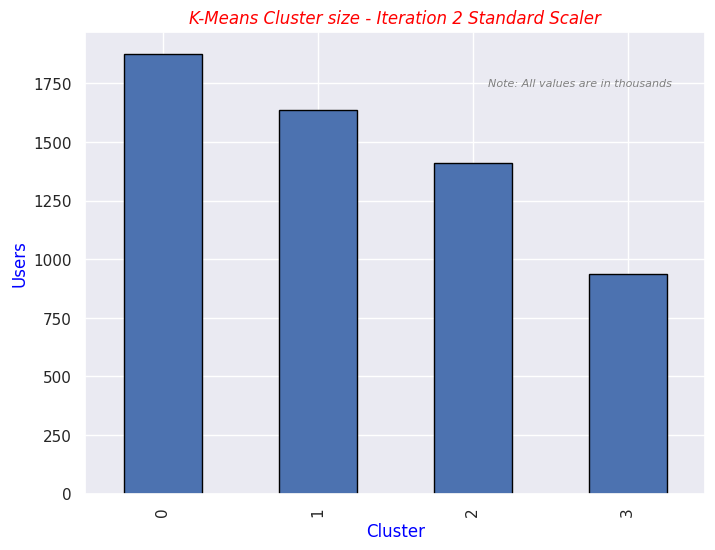 K-Means Cluster size - Iteration 2 Standard Scaler
Note: All values are in thousands
1750
1500
1250
1000
750
500
250
0
Users
0 1 2 3
Cluster